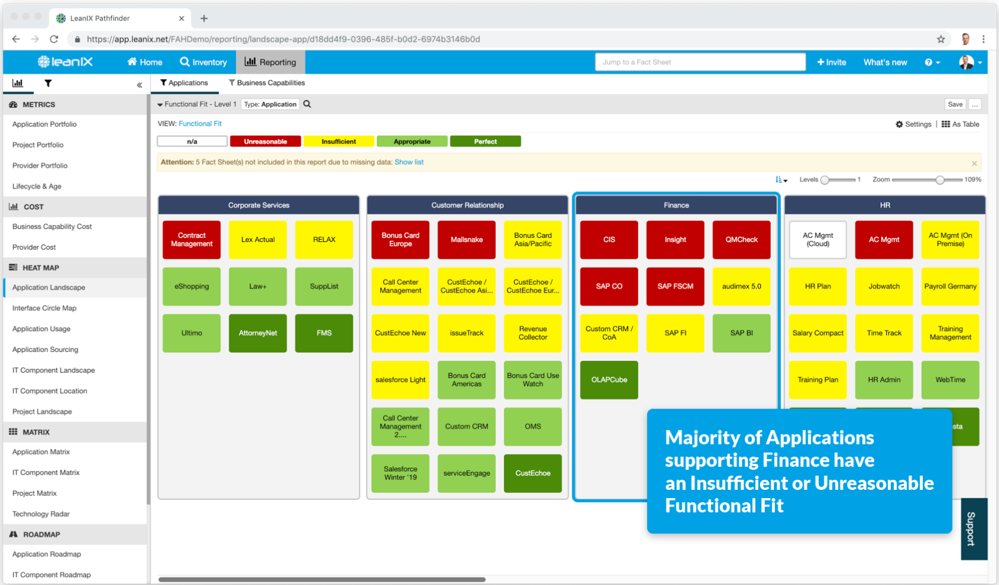 LeanIX Pathfinder
https://app.leanix.net/FAHDemo/reporting/landscape-app/d18dd4f9-0396-485f-b0d2-6974b3146b0d
leanIX
Home
Inventory
Reporting
Jump to a Fact Sheet
+Invite
What's new
Applications
Business Capabilities
METRICS
Application Portfolio
Project Portfolio
Provider Portfolio
Lifecycle & Age
COST
Business Capability Cost
Provider Cost
HEAT MAP
Application Landscape
Interface Circle Map
Application Usage
Application Sourcing
IT Component Landscape
IT Component Location
Project Landscape
MATRIX
Application Matrix
IT Component Matrix
Project Matrix
Technology Radar
ROADMAP
Application Roadmap
IT Component Roadmap
Functional Fit - Level 1
Type: Application
Save
...
VIEW: Functional Fit
Settings | As Table
n/a
Unreasonable
Insufficient
Appropriate
Perfect
Attention: 5 Fact Sheet(s) not included in this report due to missing data: Show list
Levels 1
Zoom 109%
Corporate Services
Contract
Management
Lex Actual
RELAX
eShopping
Law+
SuppList
Ultimo
AttorneyNet
FMS
Customer Relationship
Bonus Card
Europe
Mailsnake
Bonus Card
Asia/Pacific
Call Center
Management
CustEchoe /
CustEchoe Asi...
CustEchoe /
CustEchoe Eur...
CustEchoe New
issueTrack
Revenue
Collector
salesforce Light
Bonus Card
Americas
Bonus Card Use
Watch
Call Center
Management
2....
Custom CRM
OMS
Salesforce
Winter '19
serviceEngage
CustEchoe
Finance
CIS
Insight
QMCheck
SAP CO
SAP FSCM
audimex 5.0
Custom CRM /
CoA
SAP FI
SAP BI
OLAPCube
HR
AC Mgmt
(Cloud)
AC Mgmt
AC Mgmt (On
Premise)
HR Plan
Jobwatch
Payroll Germany
Salary Compact
Time Track
Training
Management
Training Plan
HR Admin
WebTime
sta
Majority of Applications
supporting Finance have
an Insufficient or Unreasonable
Functional Fit
Support